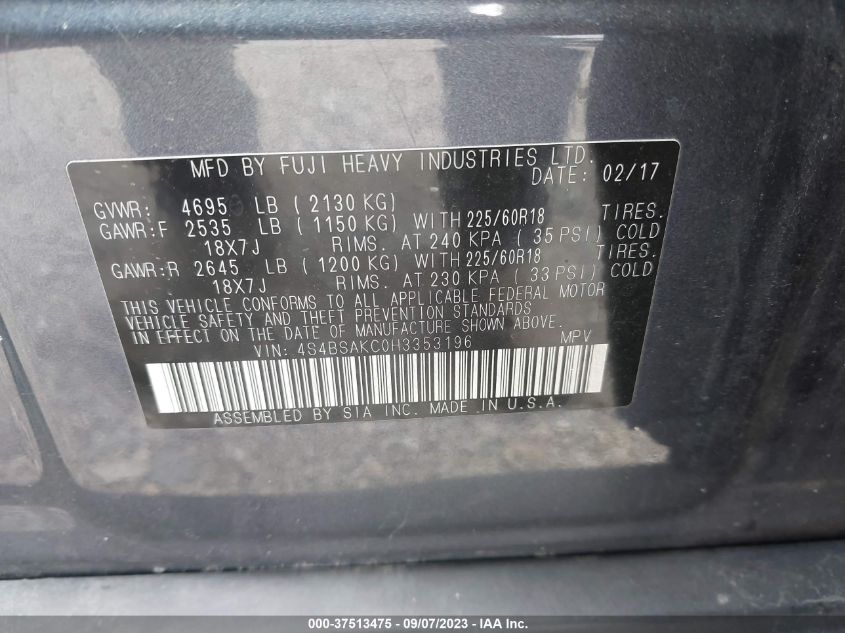 MFD BY FUJI HEAVY INDUSTRIES LTD.
DATE: 02/17
GVWR: 4695 LB ( 2130 KG)
GAWR:F 2535 LB ( 1150 KG) WITH 225/60R18 TIRES.
18X7J RIMS. AT 240 KPA ( 35 PSI) COLD
GAWR:R 2645 LB ( 1200 KG) WITH 225/60R18 TIRES.
18X7J RIMS. AT 230 KPA ( 33 PSI) COLD
THIS VEHICLE CONFORMS TO ALL APPLICABLE FEDERAL MOTOR
VEHICLE SAFETY AND THEFT PREVENTION STANDARDS
IN EFFECT ON THE DATE OF MANUFACTURE SHOWN ABOVE.
VIN: 4S4BSAKC0H3353196 MPV
ASSEMBLED BY SIA INC. MADE IN U.S.A.
000-37513475 - 09/07/2023 - IAA Inc.